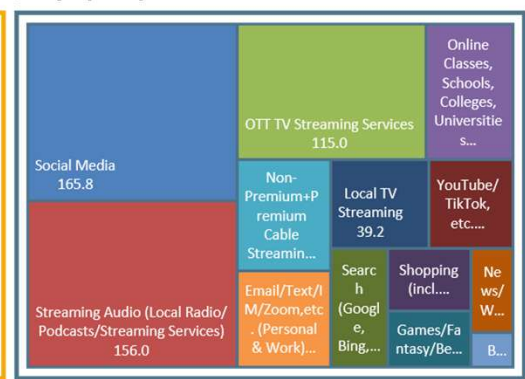 Social Media
165.8
Streaming Audio (Local Radio/
Podcasts/Streaming Services)
156.0
OTT TV Streaming Services
115.0
Online
Classes,
Schools,
Colleges,
Universitie
s...
Non-
Premium+P
remium
Cable
Streamin...
Local TV
Streaming
39.2
YouTube/
TikTok,
etc....
Email/Text/I
M/Zoom,etc
. (Personal
& Work)...
Searc
h
(Googl
e,
Bing,...
Shopping
(incl....
Ne
ws/
W...
Games/Fa
ntasy/Be...
B...